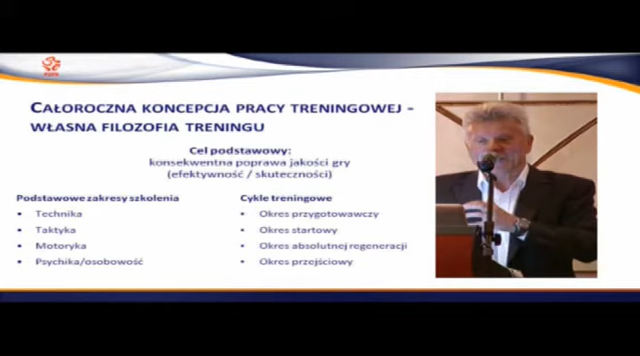 CAŁOROCZNA KONCEPCJA PRACY TRENINGOWEJ -
WŁASNA FILOZOFIA TRENINGU
Cel podstawowy:
konsekwentna poprawa jakości gry
(efektywność / skuteczności)
Podstawowe zakresy szkolenia
• Technika
• Taktyka
• Motoryka
• Psychika/osobowość
Cykle treningowe
• Okres przygotowawczy
• Okres startowy
• Okres absolutnej regeneracji
• Okres przejściowy